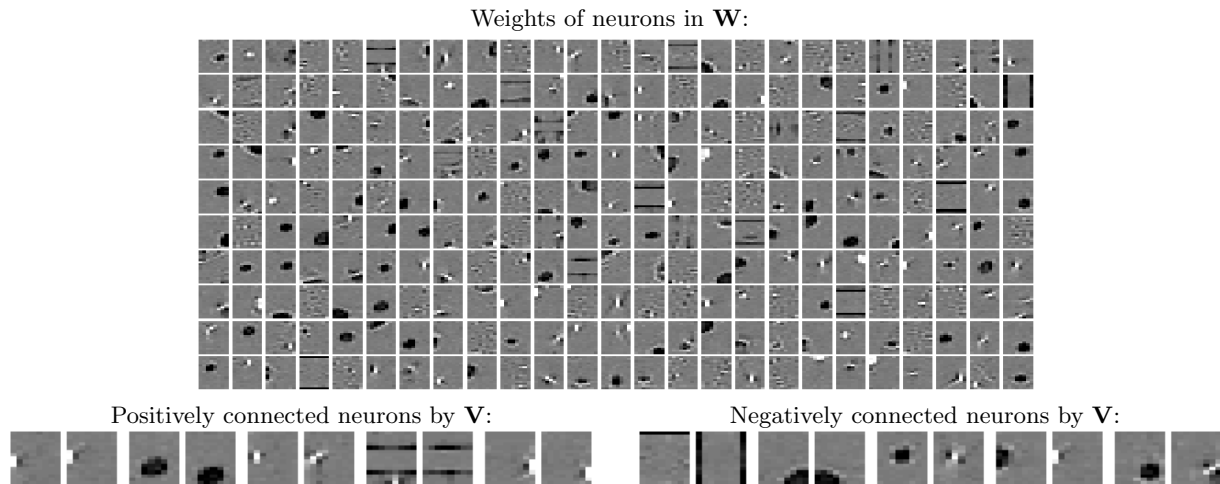 Weights of neurons in W:
Positively connected neurons by V:
Negatively connected neurons by V: